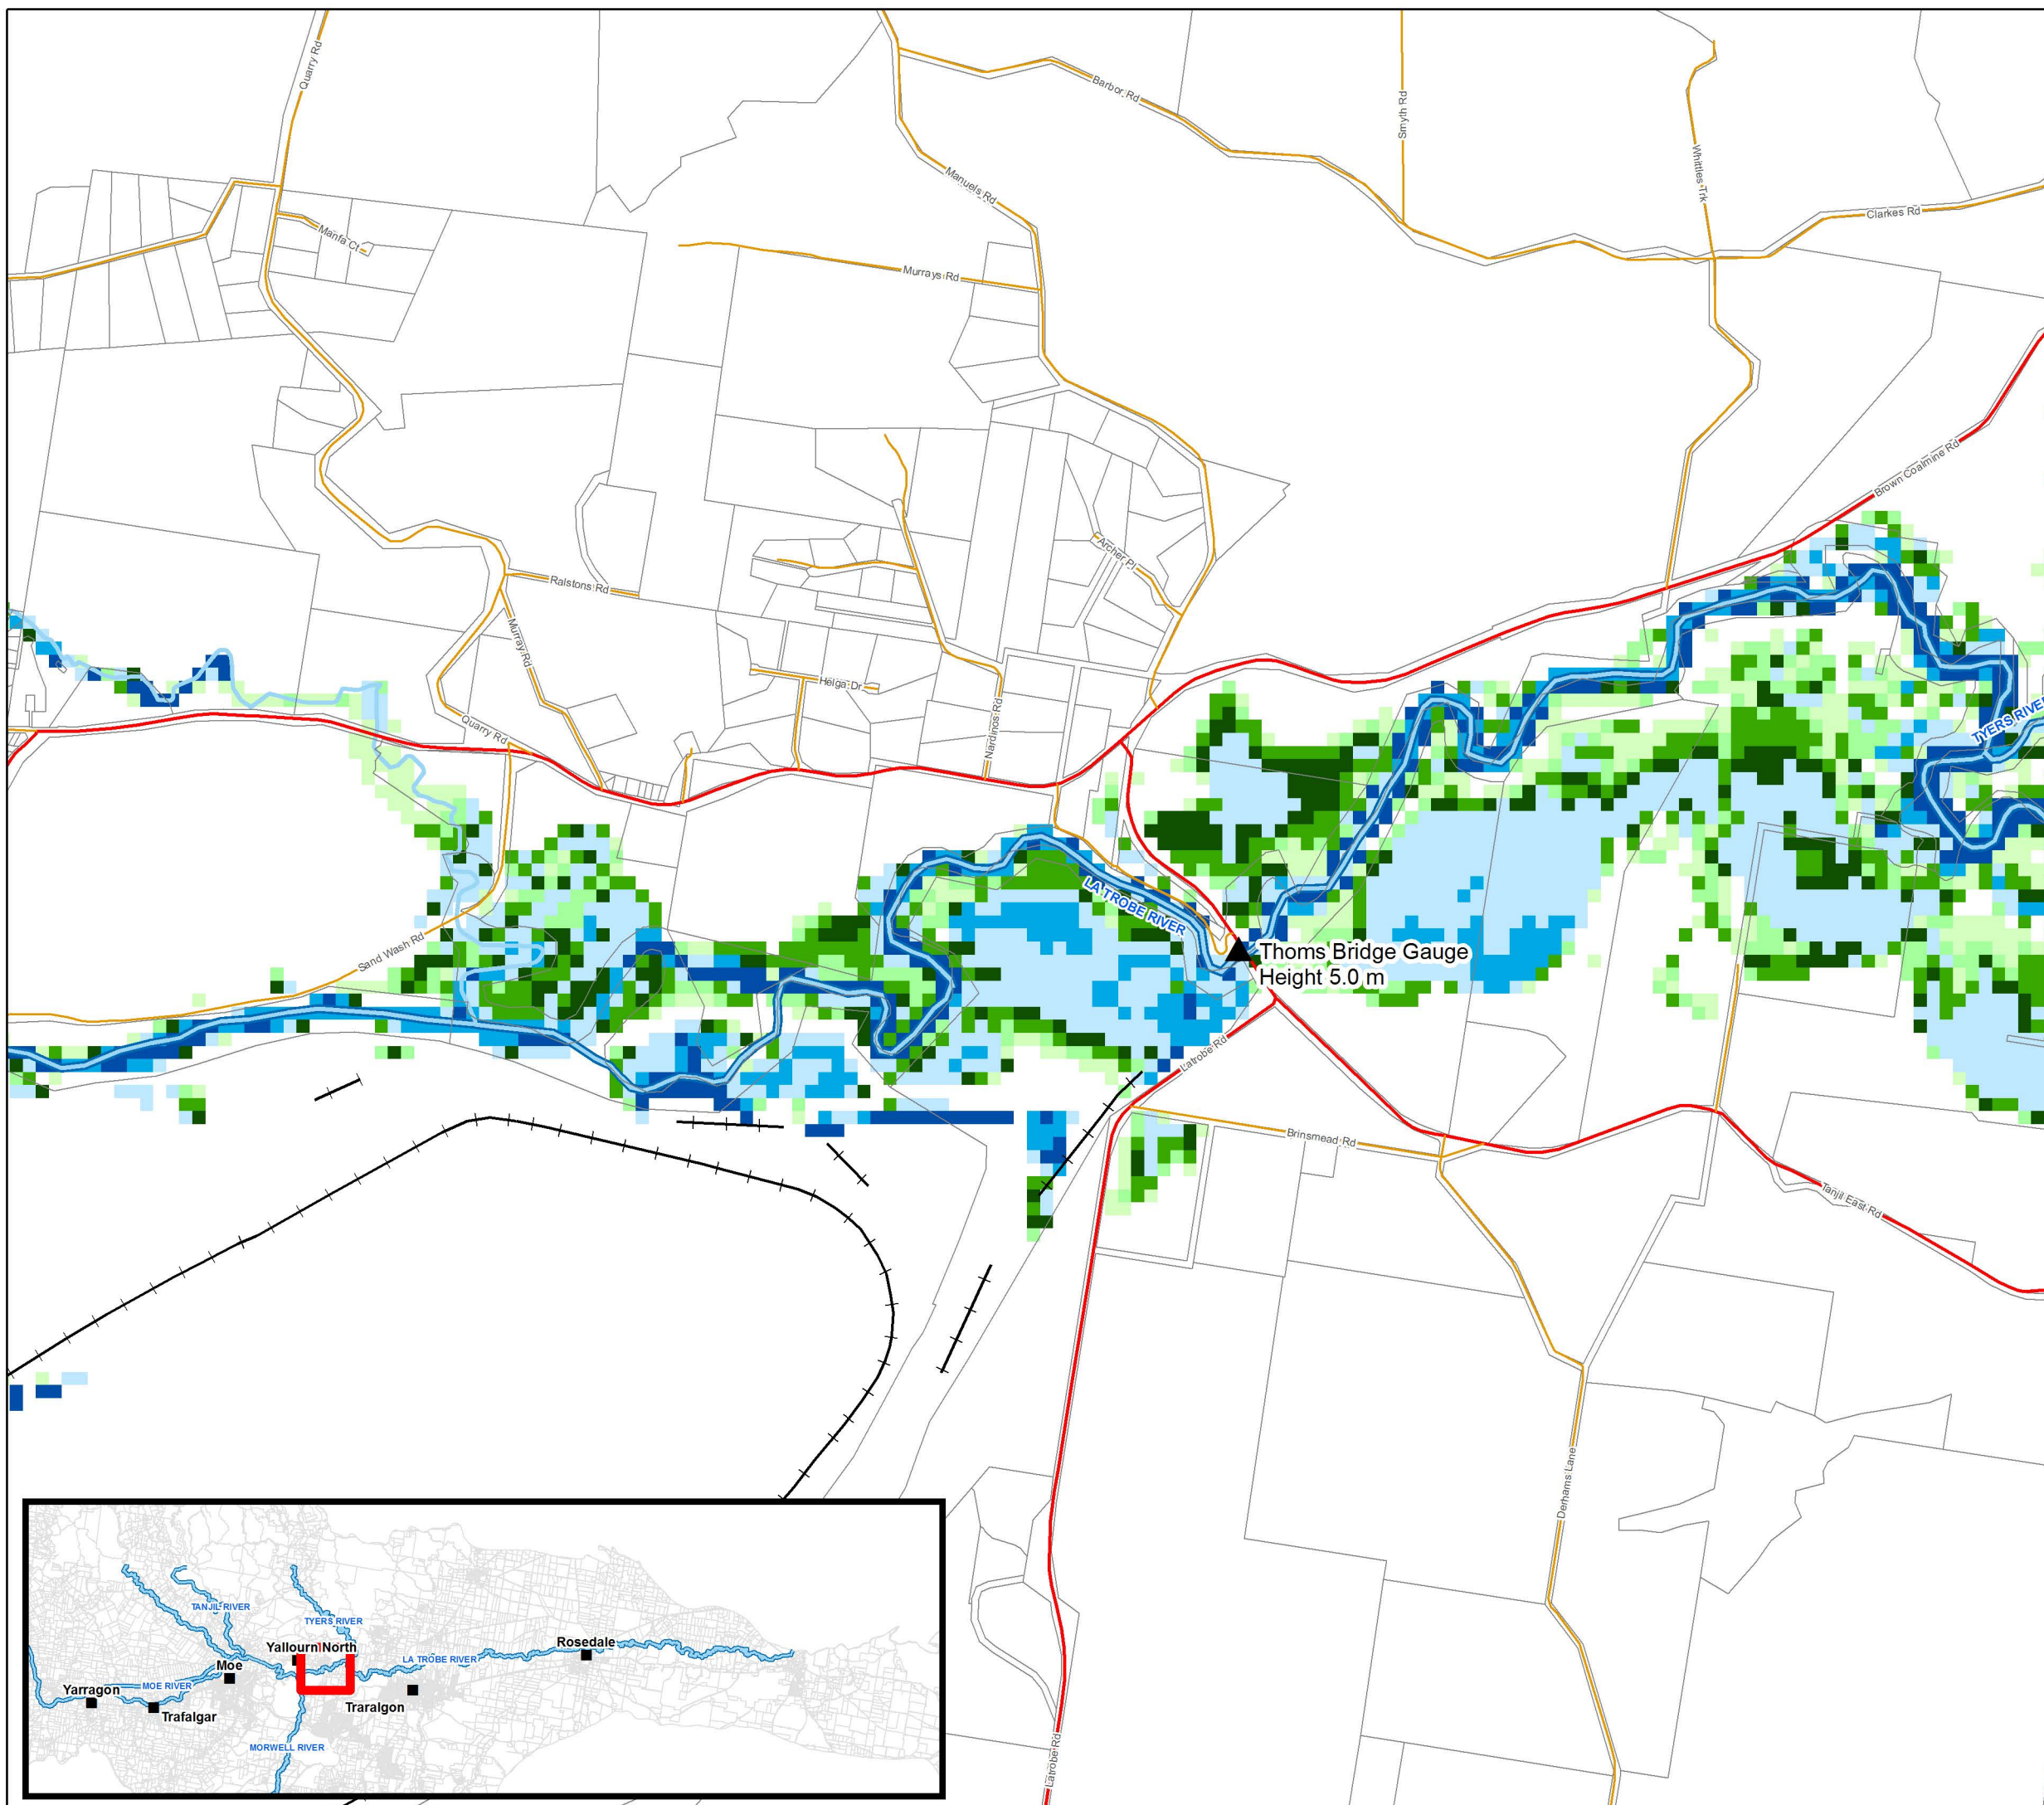 Quarry Rd
Barbor Rd
Smyth Rd
Whittles Trk
Manuels Rd
Clarkes Rd
Manfa Ct
Murrays Rd
Brown Coalmine Rd
Archer Pl
Ralstons Rd
Murray Rd
Helga Dr
Nardinos Rd
Quarry Rd
TYERS RIVER
LA TROBE RIVER
Sand Wash Rd
Thoms Bridge Gauge
Height 5.0 m
Latrobe Rd
Brinsmead Rd
Tanjil East Rd
Derhams Lane
Latrobe Rd
TANJIL RIVER
TYERS RIVER
Yallourn North
Rosedale
LA TROBE RIVER
Moe
MOE RIVER
Yarragon
Trafalgar
Traralgon
MORWELL RIVER